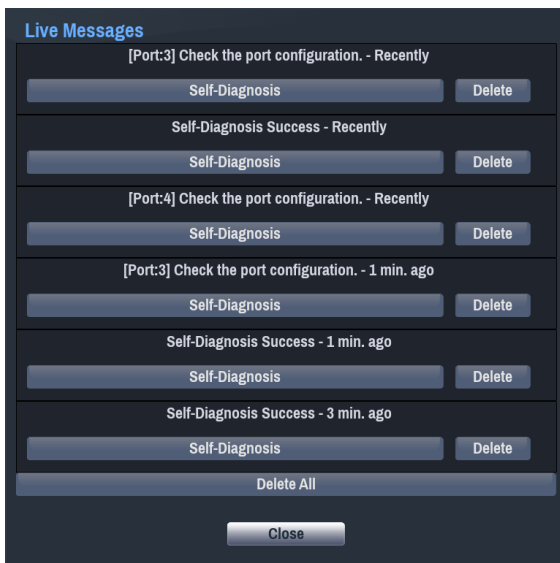 Live Messages
[Port:3] Check the port configuration. - Recently
Self-Diagnosis Delete
Self-Diagnosis Success - Recently
Self-Diagnosis Delete
[Port:4] Check the port configuration. - Recently
Self-Diagnosis Delete
[Port:3] Check the port configuration. - 1 min. ago
Self-Diagnosis Delete
Self-Diagnosis Success - 1 min. ago
Self-Diagnosis Delete
Self-Diagnosis Success - 3 min. ago
Self-Diagnosis Delete
Delete All
Close